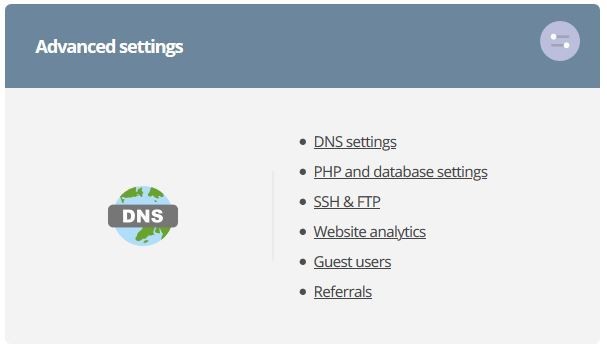 Advanced settings
DNS
DNS settings
PHP and database settings
SSH & FTP
Website analytics
Guest users
Referrals